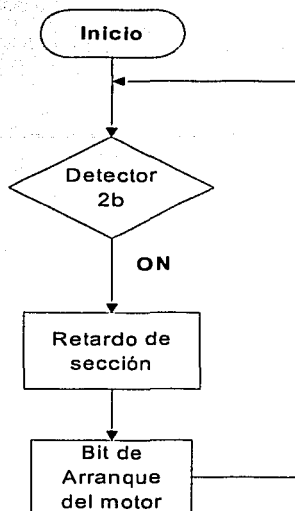 Inicio
Detector
2b
ON
Retardo de
sección
Bit de
Arranque
del motor